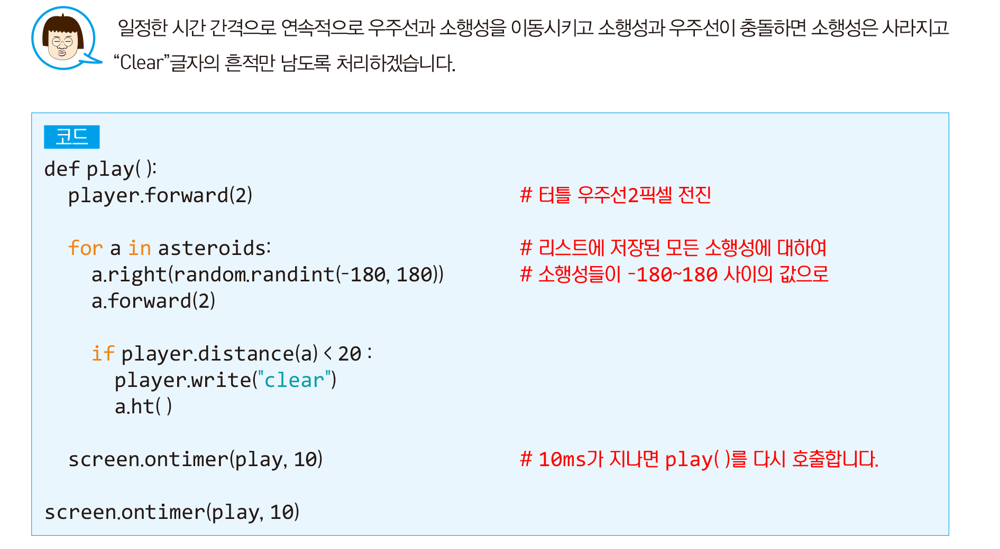 일정한 시간 간격으로 연속적으로 우주선과 소행성을 이동시키고 소행성과 우주선이 충돌하면 소행성은 사라지고
“Clear”글자의 흔적만 남도록 처리하겠습니다.
코드
def play( ):
player.forward(2) # 터틀 우주선2픽셀 전진
for a in asteroids: # 리스트에 저장된 모든 소행성에 대하여
a.right(random.randint(-180, 180)) # 소행성들이 -180~180 사이의 값으로
a.forward(2)
if player.distance(a) < 20 :
player.write("clear")
a.ht( )
screen.ontimer(play, 10) # 10ms가 지나면 play( )를 다시 호출합니다.
screen.ontimer(play, 10)